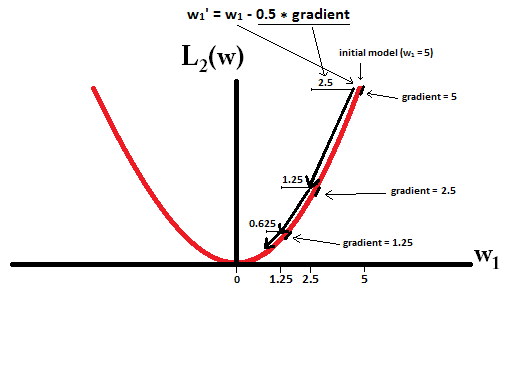 w₁' = w₁ - 0.5 * gradient
L₂(w)
initial model (w₁ = 5)
2.5
gradient = 5
1.25
gradient = 2.5
0.625
gradient = 1.25
w₁
0 1.25 2.5 5